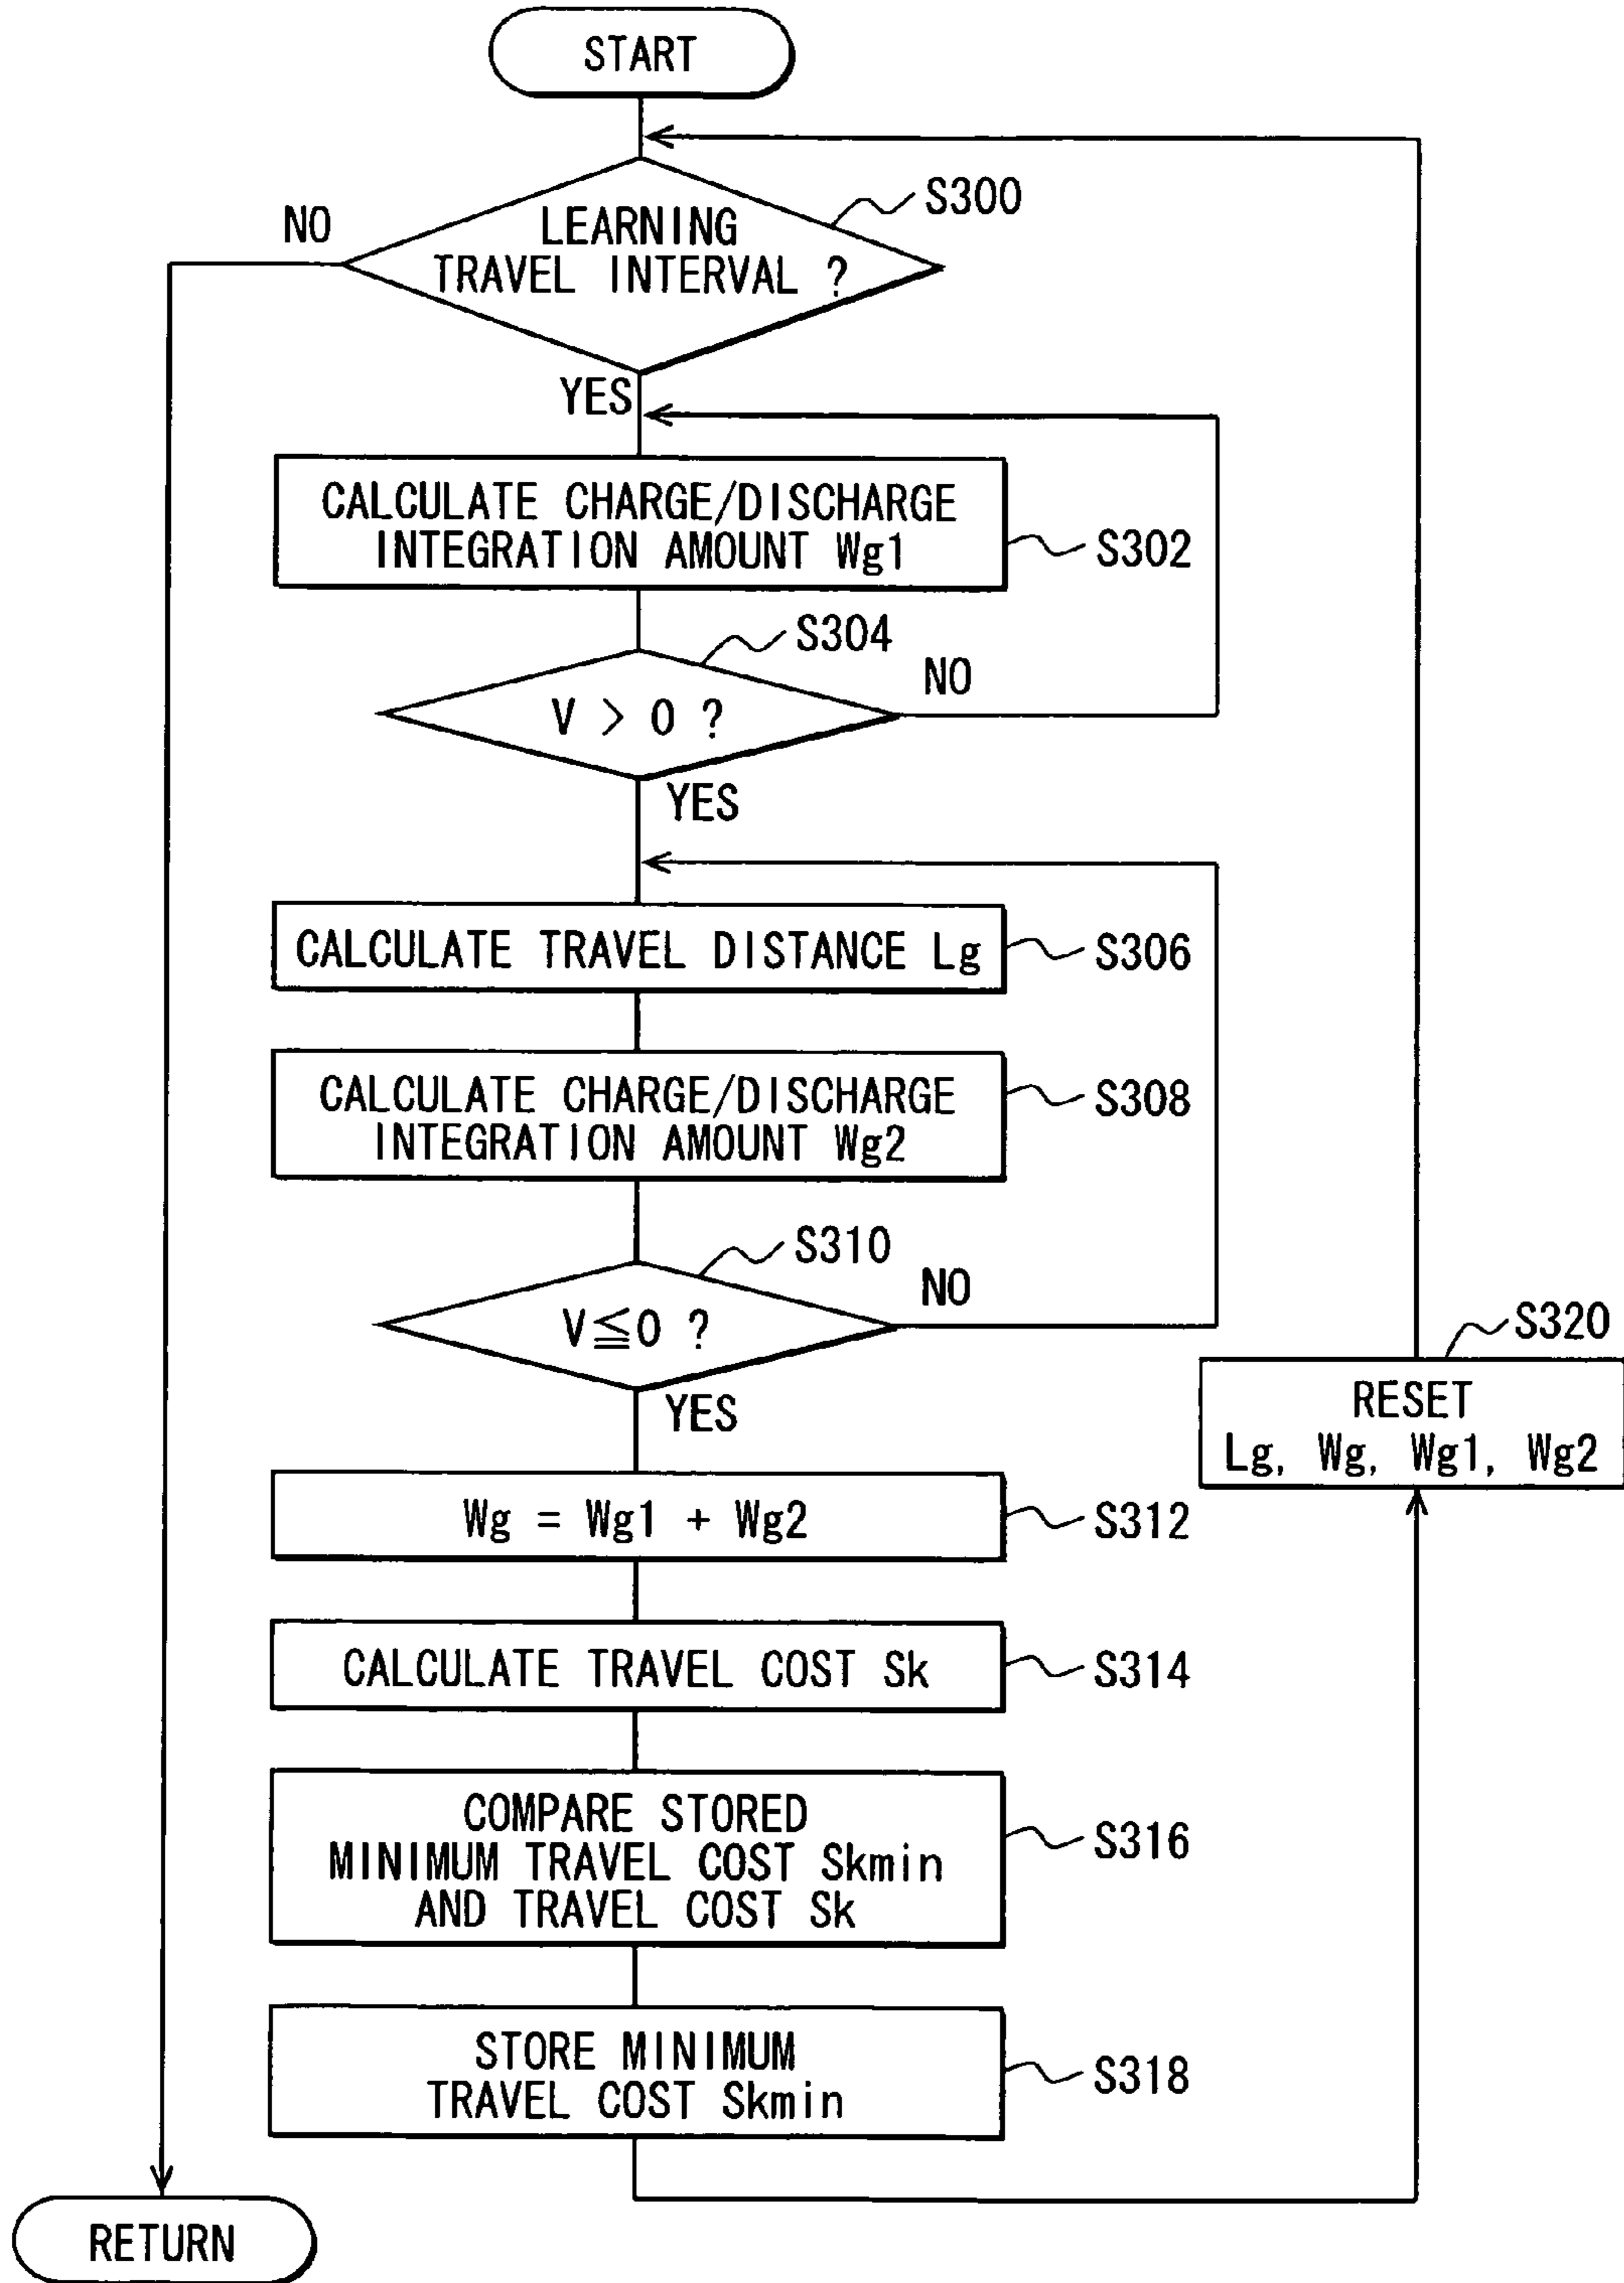 START
S300
NO
LEARNING
TRAVEL INTERVAL ?
YES
CALCULATE CHARGE/DISCHARGE
INTEGRATION AMOUNT Wg1
S302
S304
NO
V > 0 ?
YES
CALCULATE TRAVEL DISTANCE Lg
S306
CALCULATE CHARGE/DISCHARGE
INTEGRATION AMOUNT Wg2
S308
S310
NO
V≦0 ?
YES
S320
RESET
Lg, Wg, Wg1, Wg2
Wg = Wg1 + Wg2
S312
CALCULATE TRAVEL COST Sk
S314
COMPARE STORED
MINIMUM TRAVEL COST Skmin
AND TRAVEL COST Sk
S316
STORE MINIMUM
TRAVEL COST Skmin
S318
RETURN